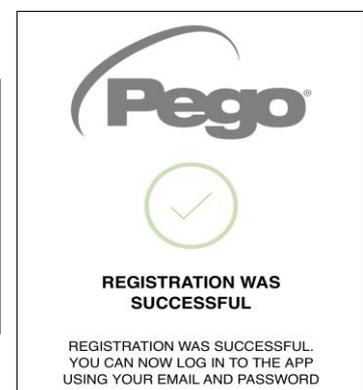 Pego®
REGISTRATION WAS
SUCCESSFUL
REGISTRATION WAS SUCCESSFUL.
YOU CAN NOW LOG IN TO THE APP
USING YOUR EMAIL AND PASSWORD